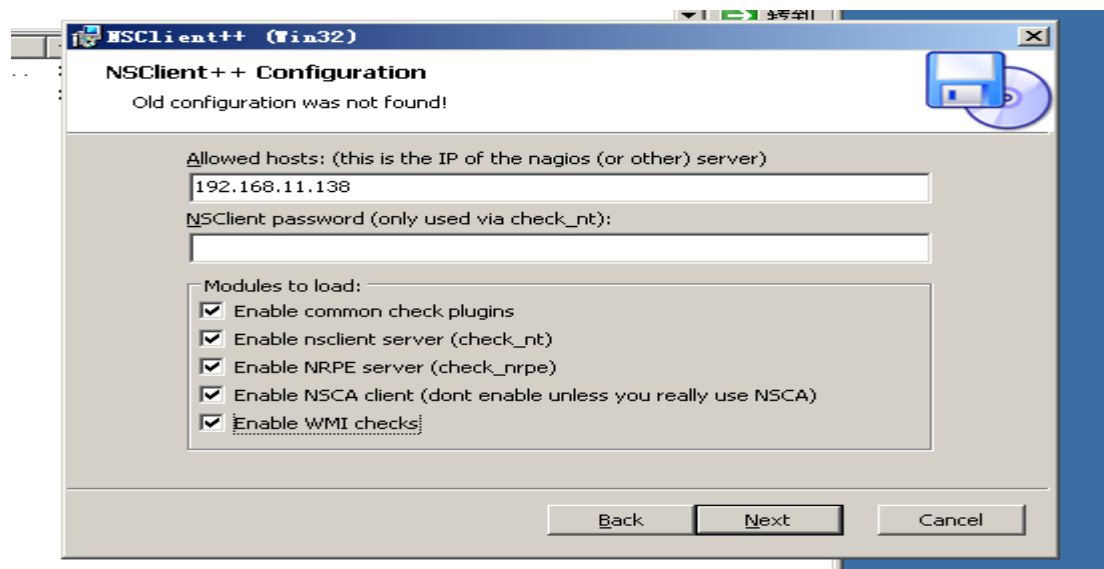 转到
NSClient++ (Win32)
NSClient++ Configuration
Old configuration was not found!
Allowed hosts: (this is the IP of the nagios (or other) server)
192.168.11.138
NSClient password (only used via check_nt):
Modules to load:
Enable common check plugins
Enable nsclient server (check_nt)
Enable NRPE server (check_nrpe)
Enable NSCA client (dont enable unless you really use NSCA)
Enable WMI checks
Back
Next
Cancel